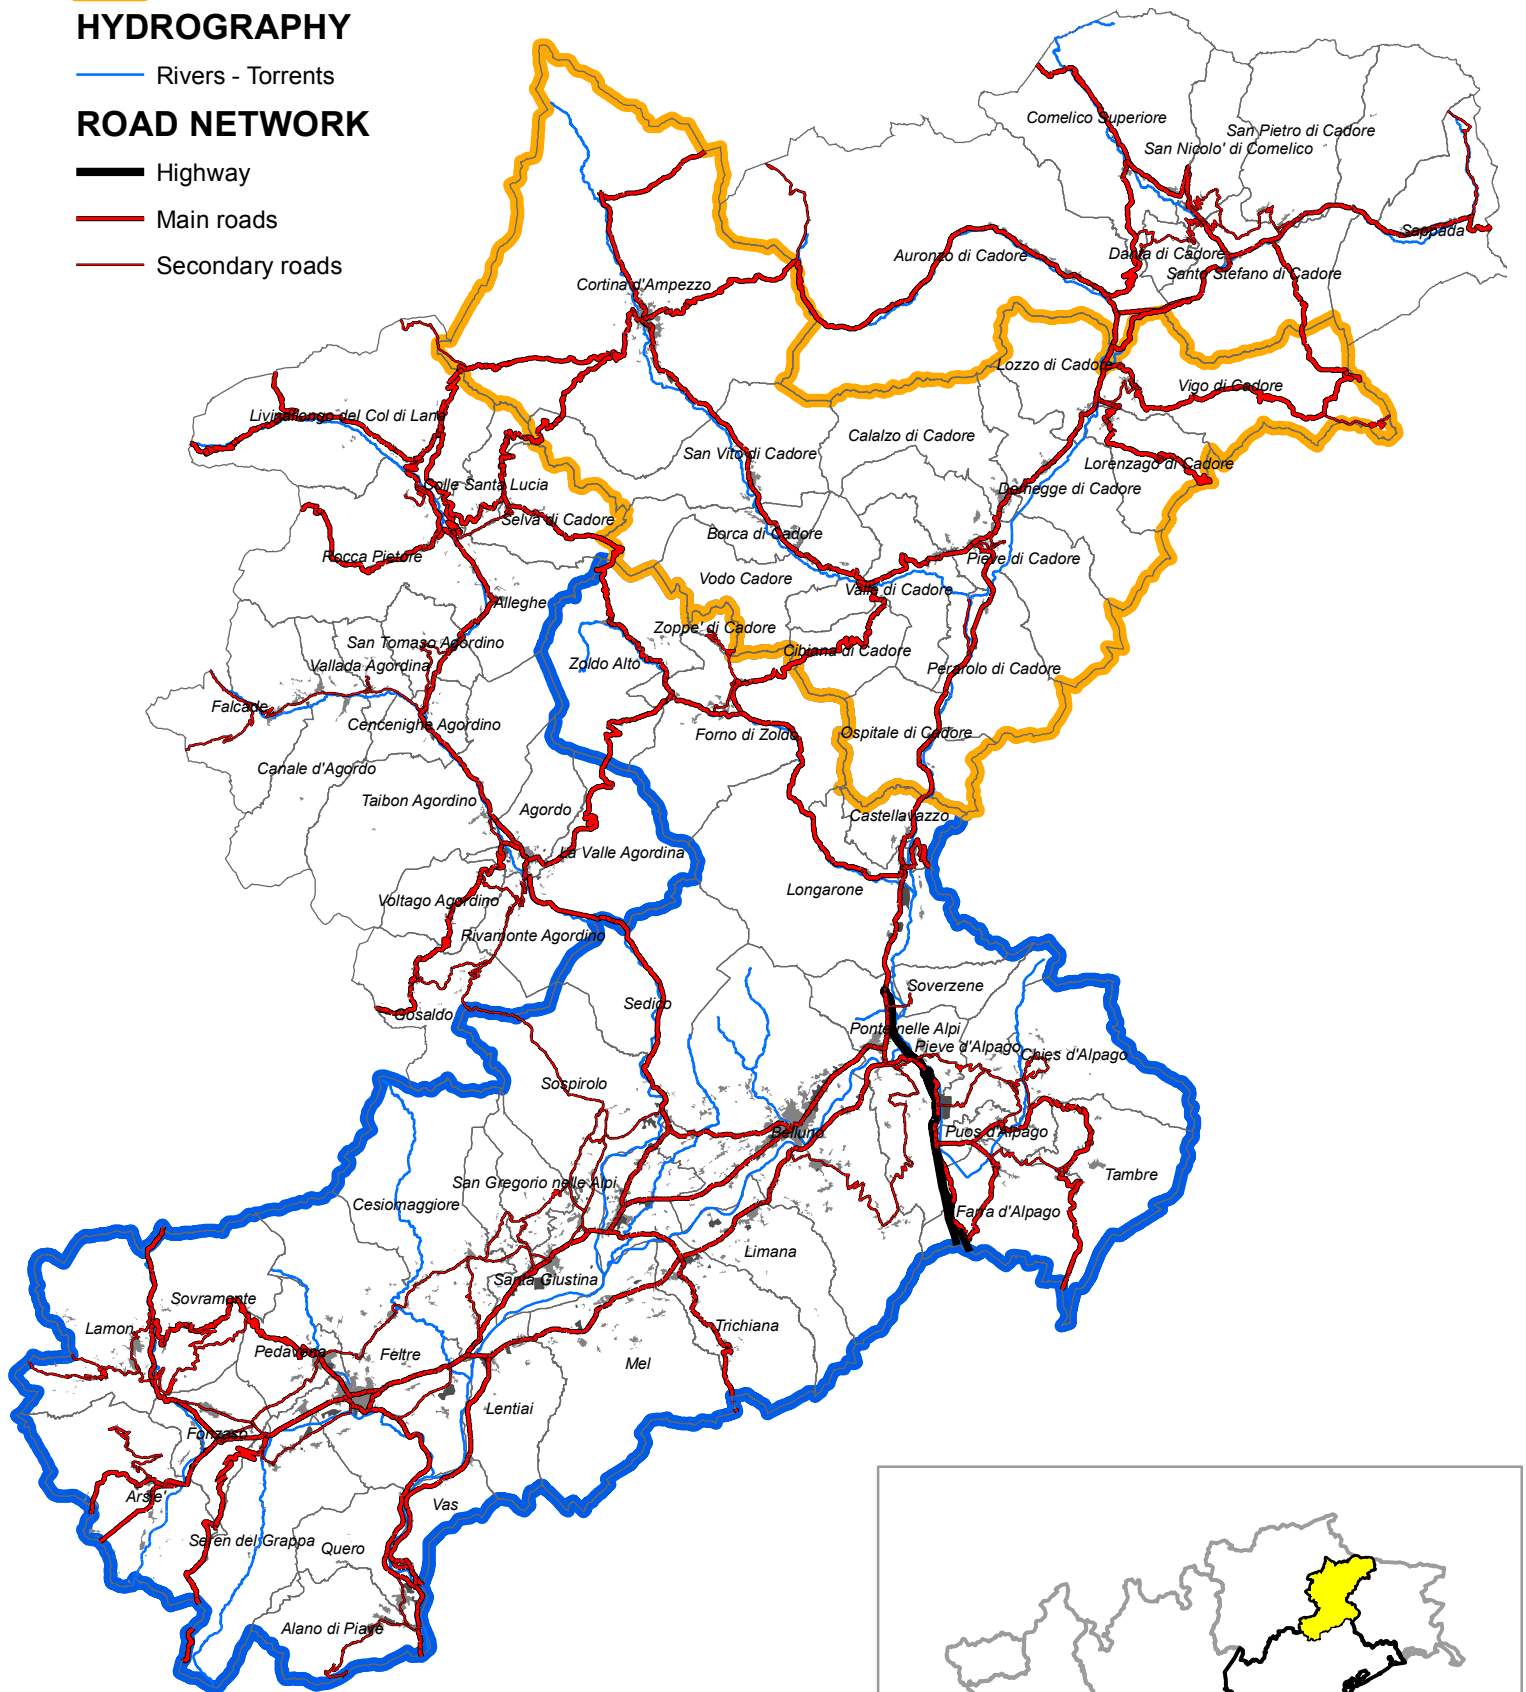 HYDROGRAPHY
Rivers - Torrents
ROAD NETWORK
Highway
Main roads
Secondary roads
Comelico Superiore
San Pietro di Cadore
San Nicolo' di Comelico
Sappada
Auronzo di Cadore
Danta di Cadore
Santo Stefano di Cadore
Cortina d'Ampezzo
Lozzo di Cadore
Vigo di Cadore
Livinallongo del Col di Lana
Calalzo di Cadore
San Vito di Cadore
Lorenzago di Cadore
Colle Santa Lucia
Domegge di Cadore
Selva di Cadore
Borca di Cadore
Rocca Pietore
Pieve di Cadore
Vodo Cadore
Valle di Cadore
Alleghe
Zoppe' di Cadore
San Tomaso Agordino
Cibiana di Cadore
Vallada Agordina
Zoldo Alto
Perarolo di Cadore
Falcade
Cencenighe Agordino
Forno di Zoldo
Ospitale di Cadore
Canale d'Agordo
Taibon Agordino
Agordo
Castellavazzo
La Valle Agordina
Longarone
Voltago Agordino
Rivamonte Agordino
Soverzene
Sedico
Gosaldo
Ponte nelle Alpi
Pieve d'Alpago
Chies d'Alpago
Sospirolo
Belluno
Puos d'Alpago
Tambre
San Gregorio nelle Alpi
Cesiomaggiore
Farra d'Alpago
Limana
Santa Giustina
Sovramonte
Lamon
Trichiana
Pedavena
Feltre
Mel
Lentiai
Fonzaso
Arsie'
Vas
Seren del Grappa
Quero
Alano di Piave